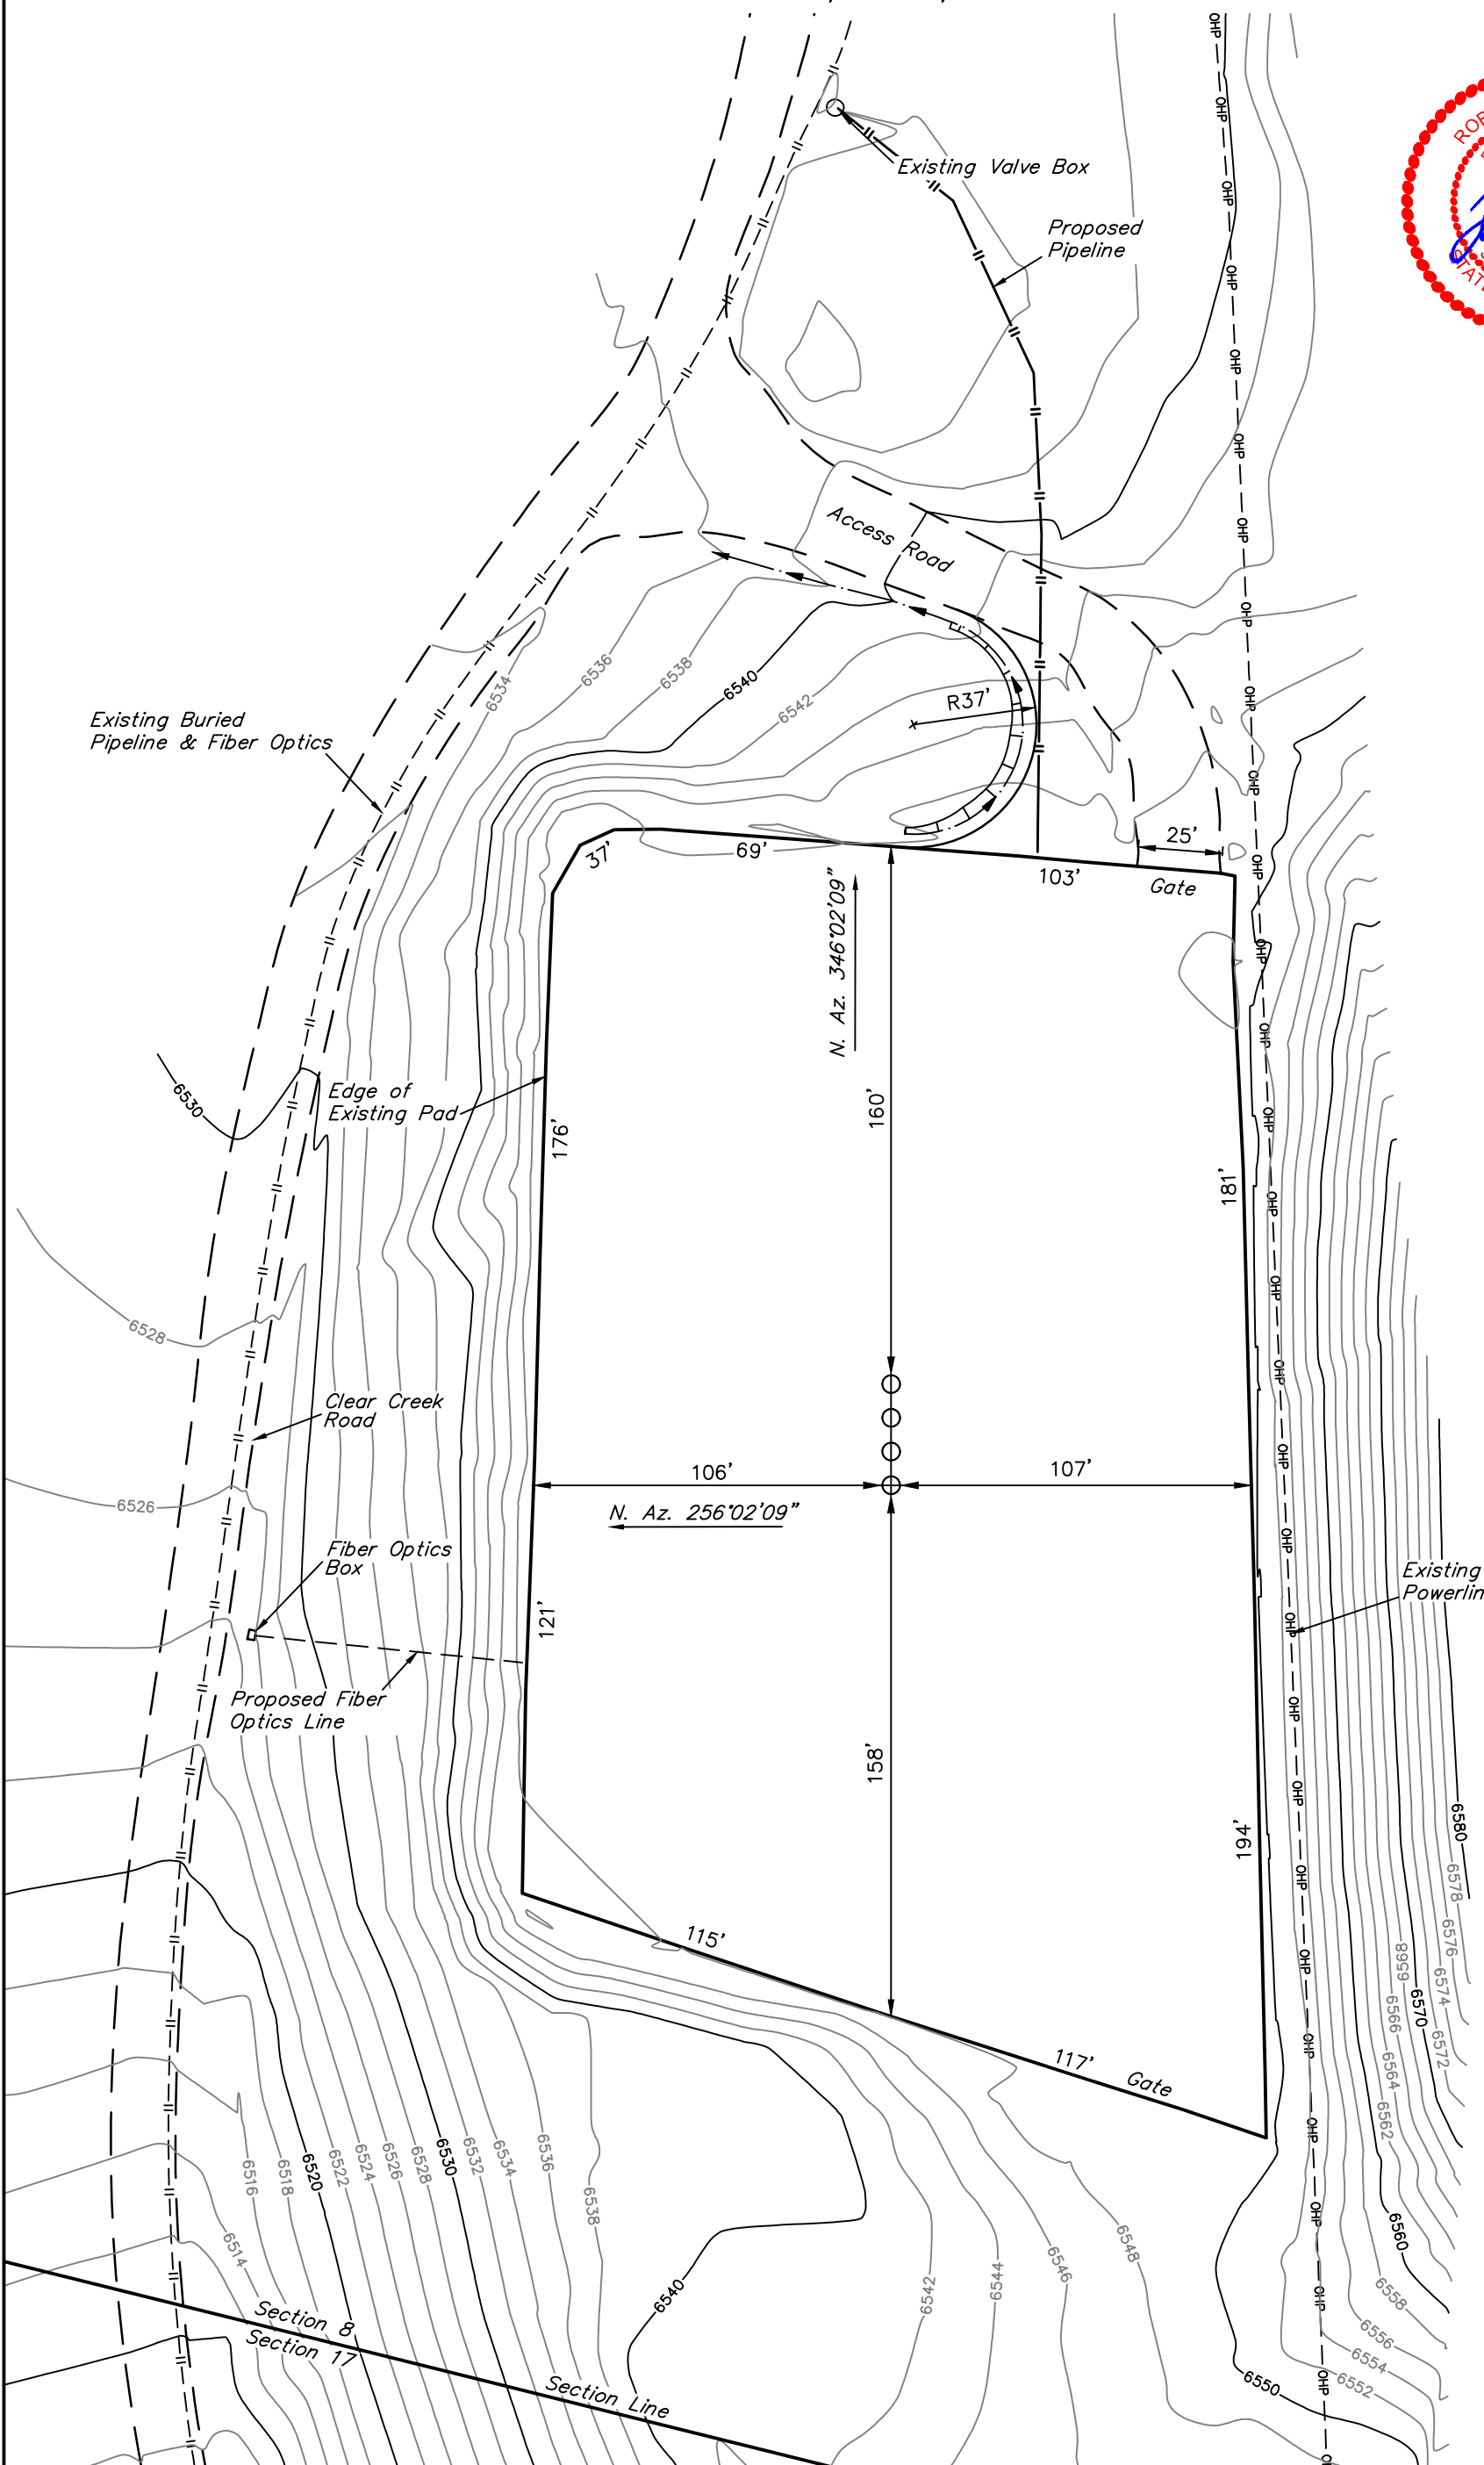 Existing Valve Box
Proposed
Pipeline
Access Road
OHP
6534
6536
6538
6540
6542
R37'
Existing Buried
Pipeline & Fiber Optics
25'
37'
69'
103'
Gate
N. Az. 346°02'09"
160'
Edge of
Existing Pad
6530
176'
181'
6528
Clear Creek
Road
106'
107'
N. Az. 256°02'09"
6526
Fiber Optics
Box
Existing
121'
Proposed Fiber
Optics Line
158'
194'
115'
117'
Gate
6580
6578
6576
6574
6572
6570
6568
6566
6564
6562
6560
6558
6556
6554
6552
6550
6548
6546
6544
6542
6540
6538
6536
6534
6532
6530
6528
6526
6524
6522
6520
6518
6516
6514
Section 8
Section 17
Section Line